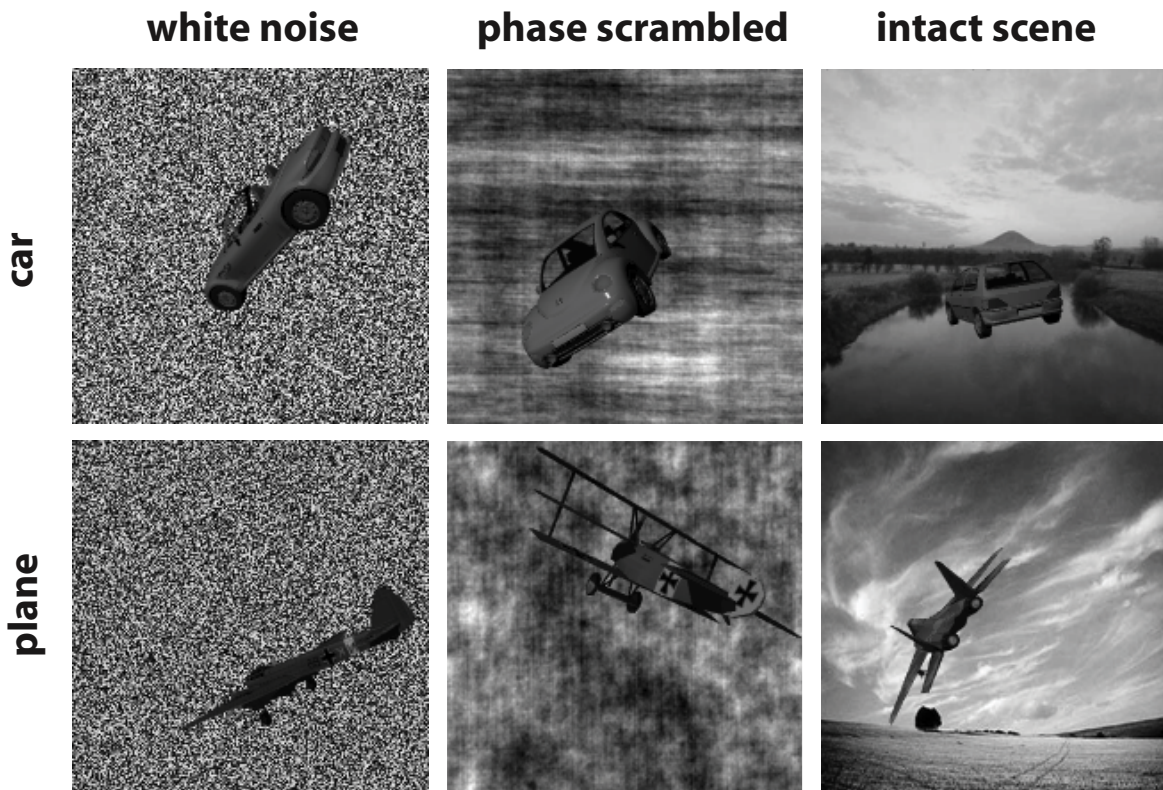 white noise
phase scrambled
intact scene
car
plane